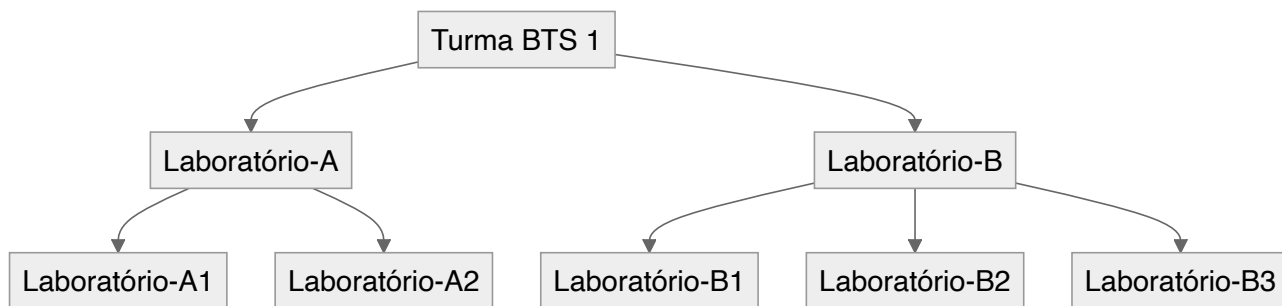 Turma BTS 1
Laboratório-A
Laboratório-B
Laboratório-A1
Laboratório-A2
Laboratório-B1
Laboratório-B2
Laboratório-B3